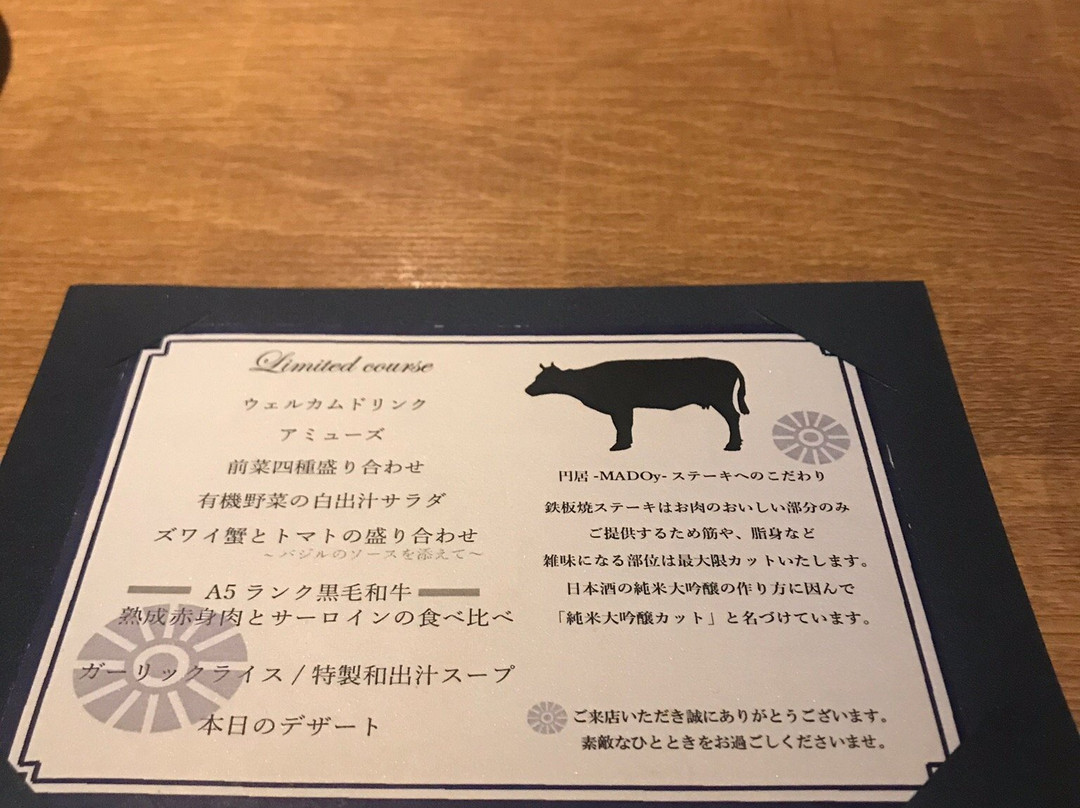 Limited course
ウェルカムドリンク
アミューズ
前菜四種盛り合わせ
有機野菜の白出汁サラダ
ズワイ蟹とトマトの盛り合わせ
~バジルのソースを添えて~
A5 ランク黒毛和牛
熟成赤身肉とサーロインの食べ比べ
ガーリックライス / 特製和出汁スープ
本日のデザート
円居 -MADOy- ステーキへのこだわり
鉄板焼ステーキはお肉のおいしい部分のみ
ご提供するため筋や、脂身など
雑味になる部位は最大限カットいたします。
日本酒の純米大吟醸の作り方に因んで
「純米大吟醸カット」と名づけています。
ご来店いただき誠にありがとうございます。
素敵なひとときをお過ごしくださいませ。